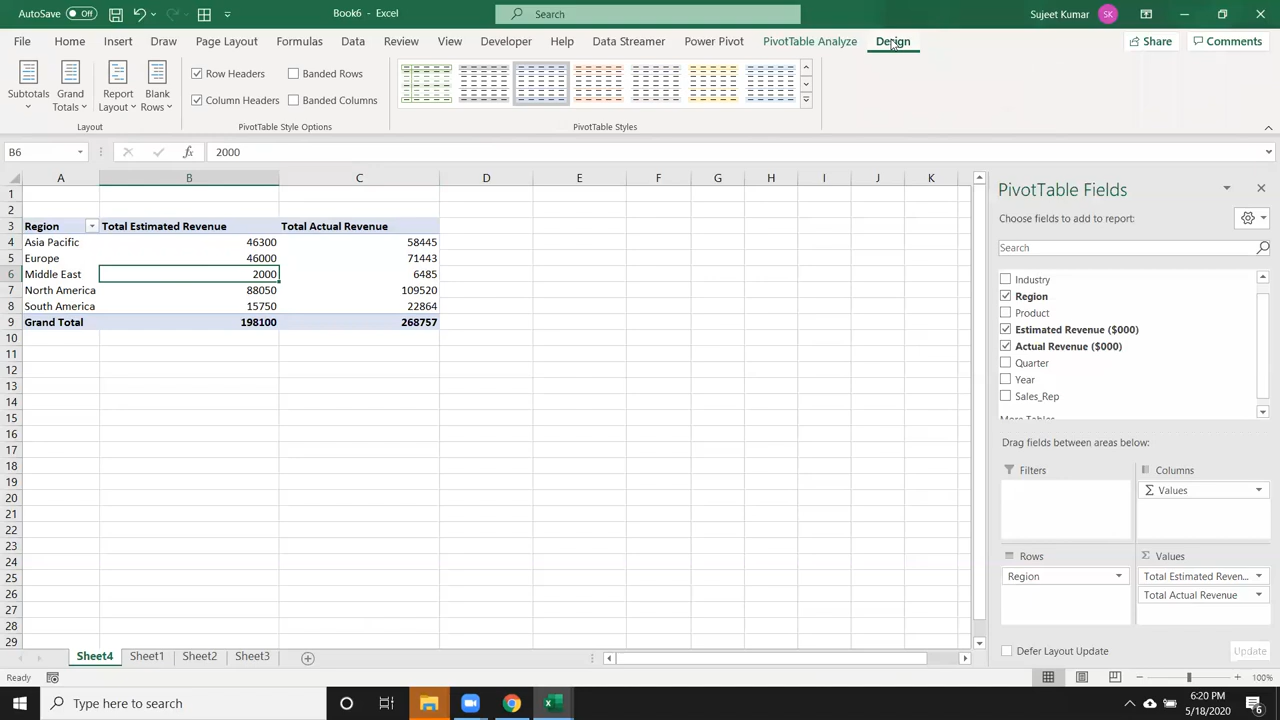 AutoSave Off Book6 - Excel Search Sujeet Kumar SK
File Home Insert Draw Page Layout Formulas Data Review View Developer Help Data Streamer Power Pivot PivotTable Analyze Design Share Comments
Subtotals Grand Totals Report Layout Blank Rows
Row Headers Banded Rows
Column Headers Banded Columns
Layout PivotTable Style Options PivotTable Styles
B6 fx 2000
A B C D E F G H I J K
1
2
3 Region Total Estimated Revenue Total Actual Revenue
4 Asia Pacific 46300 58445
5 Europe 46000 71443
6 Middle East 2000 6485
7 North America 88050 109520
8 South America 15750 22864
9 Grand Total 198100 268757
10
11
12
13
14
15
16
17
18
19
20
21
22
23
24
25
26
27
28
29
PivotTable Fields
Choose fields to add to report:
Search
Industry
Region
Product
Estimated Revenue ($000)
Actual Revenue ($000)
Quarter
Year
Sales_Rep
More Tables
Drag fields between areas below:
Filters Columns
Σ Values
Rows Σ Values
Region Total Estimated Reven...
Total Actual Revenue
Defer Layout Update Update
Sheet4 Sheet1 Sheet2 Sheet3
Ready 100%
Type here to search
6:20 PM
5/18/2020
6